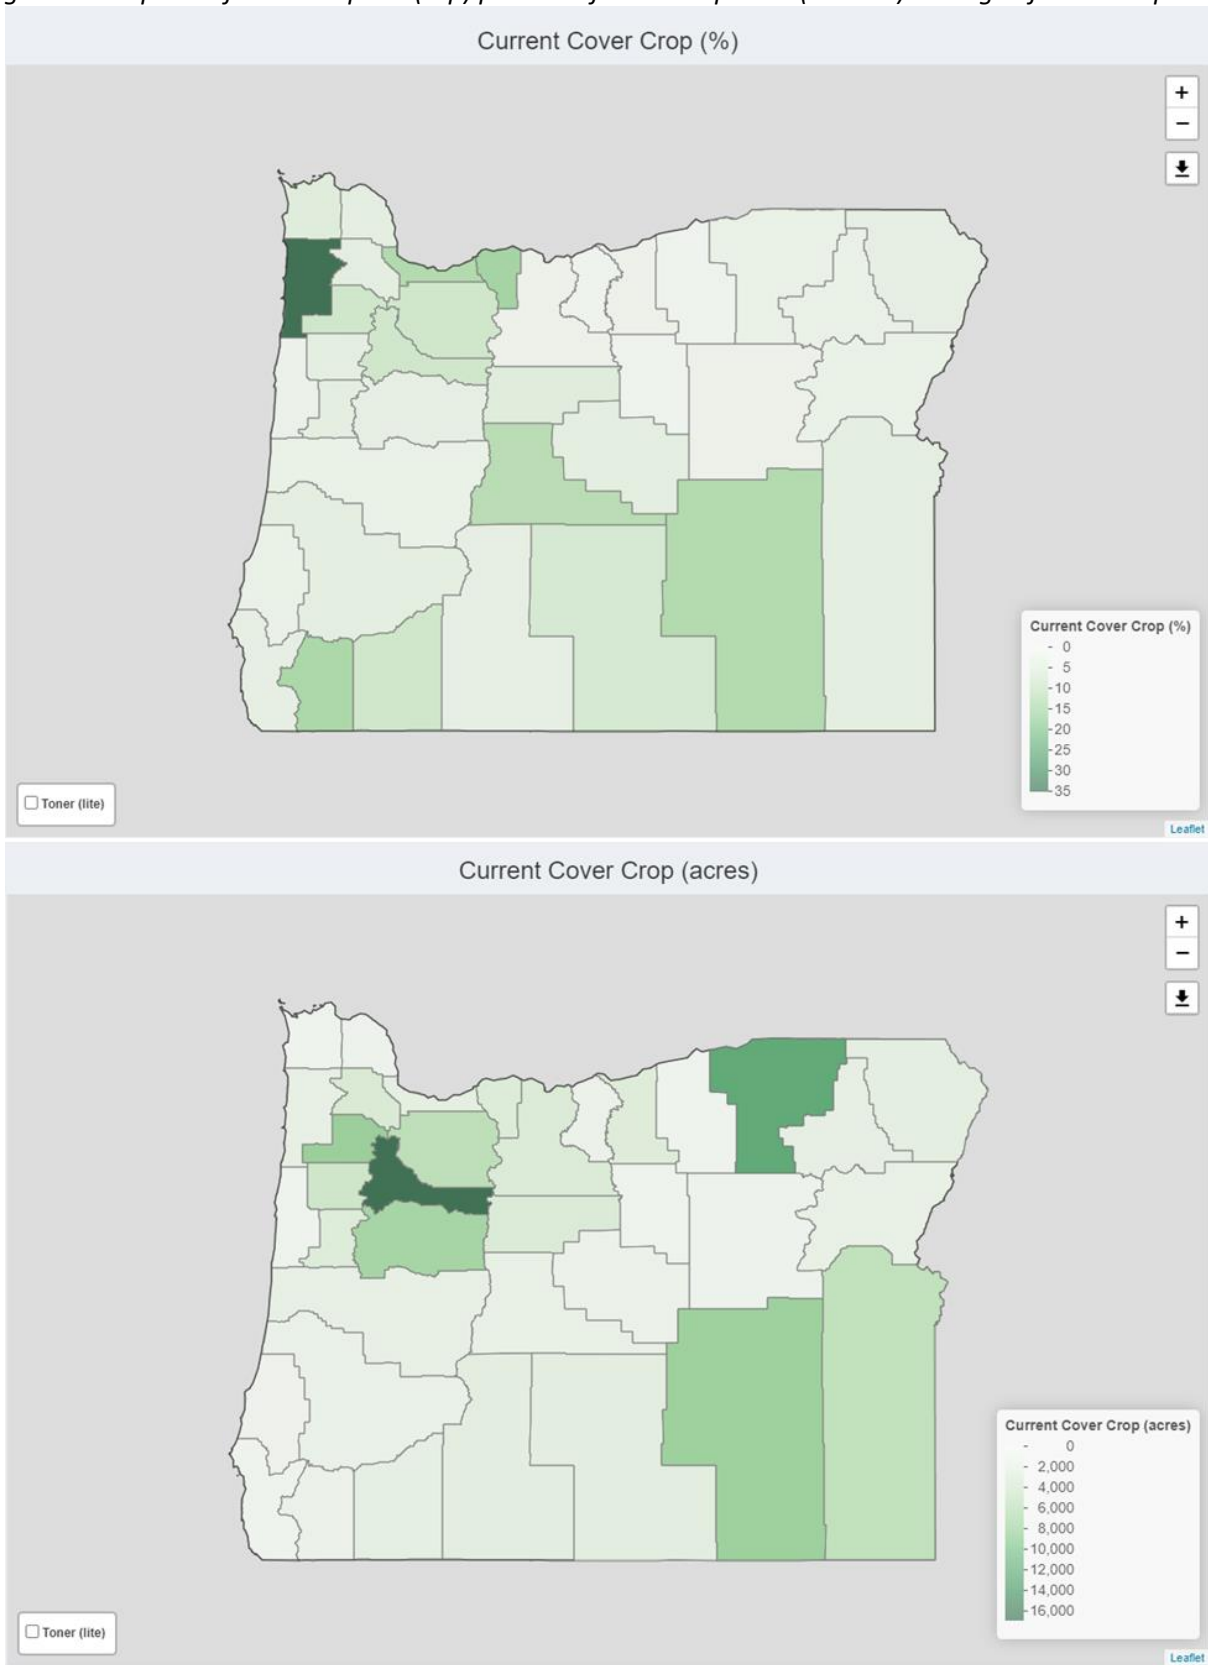 Current Cover Crop (%)
+
−
Current Cover Crop (%)
0
5
10
15
20
25
30
35
Toner (lite)
Leaflet
Current Cover Crop (acres)
+
−
Current Cover Crop (acres)
0
2,000
4,000
6,000
8,000
10,000
12,000
14,000
16,000
Toner (lite)
Leaflet